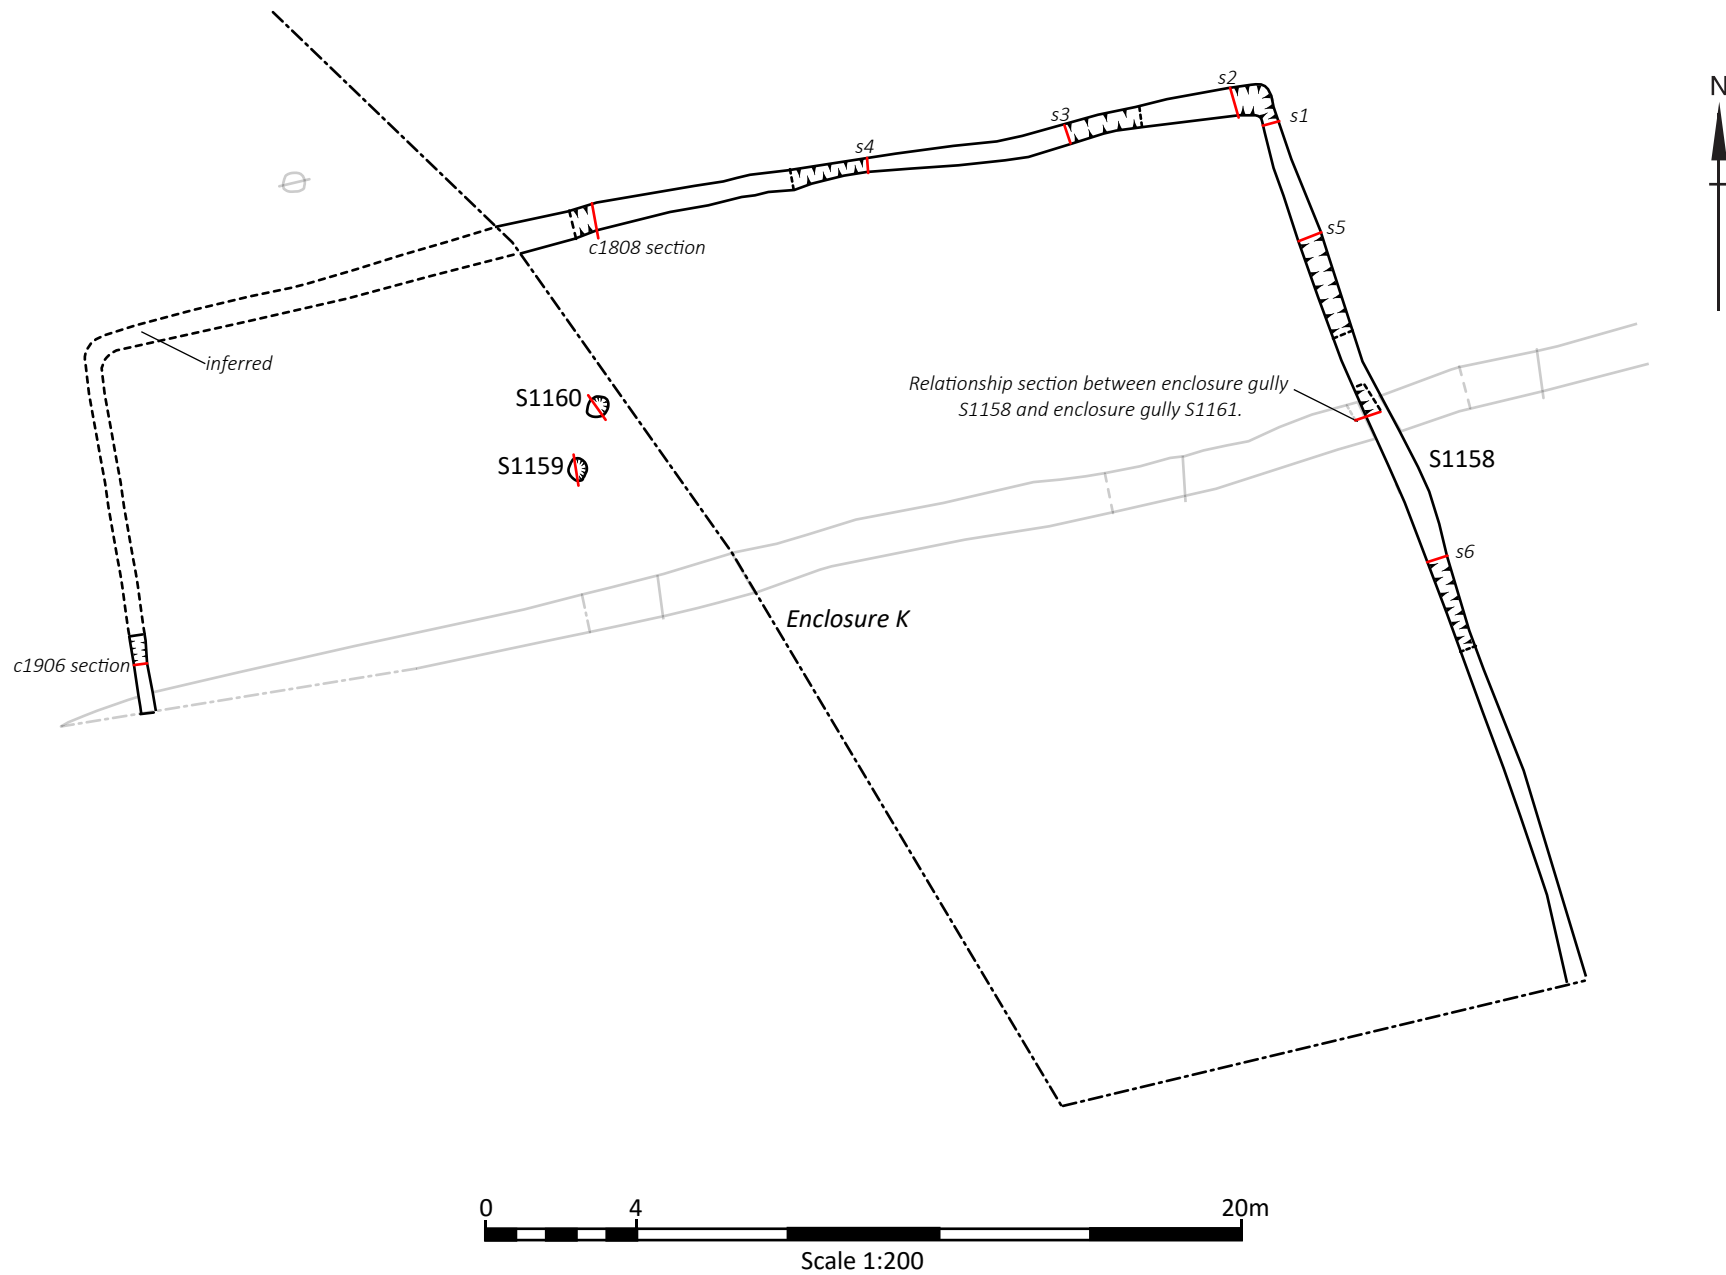 N
s2
s1
s3
s4
s5
c1808 section
inferred
Relationship section between enclosure gully
S1158 and enclosure gully S1161.
S1160
S1159
S1158
s6
Enclosure K
c1906 section
0 4 20m
Scale 1:200